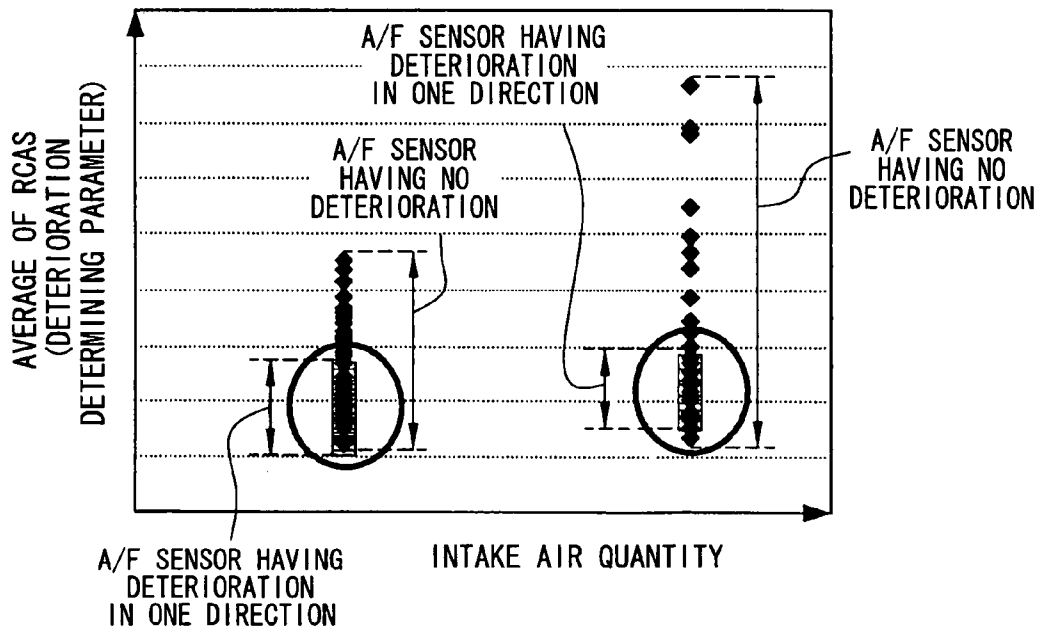 A/F SENSOR HAVING
DETERIORATION
IN ONE DIRECTION
A/F SENSOR
HAVING NO
DETERIORATION
A/F SENSOR
HAVING NO
DETERIORATION
AVERAGE OF RCAS
(DETERIORATION
DETERMINING PARAMETER)
A/F SENSOR HAVING
DETERIORATION
IN ONE DIRECTION
INTAKE AIR QUANTITY